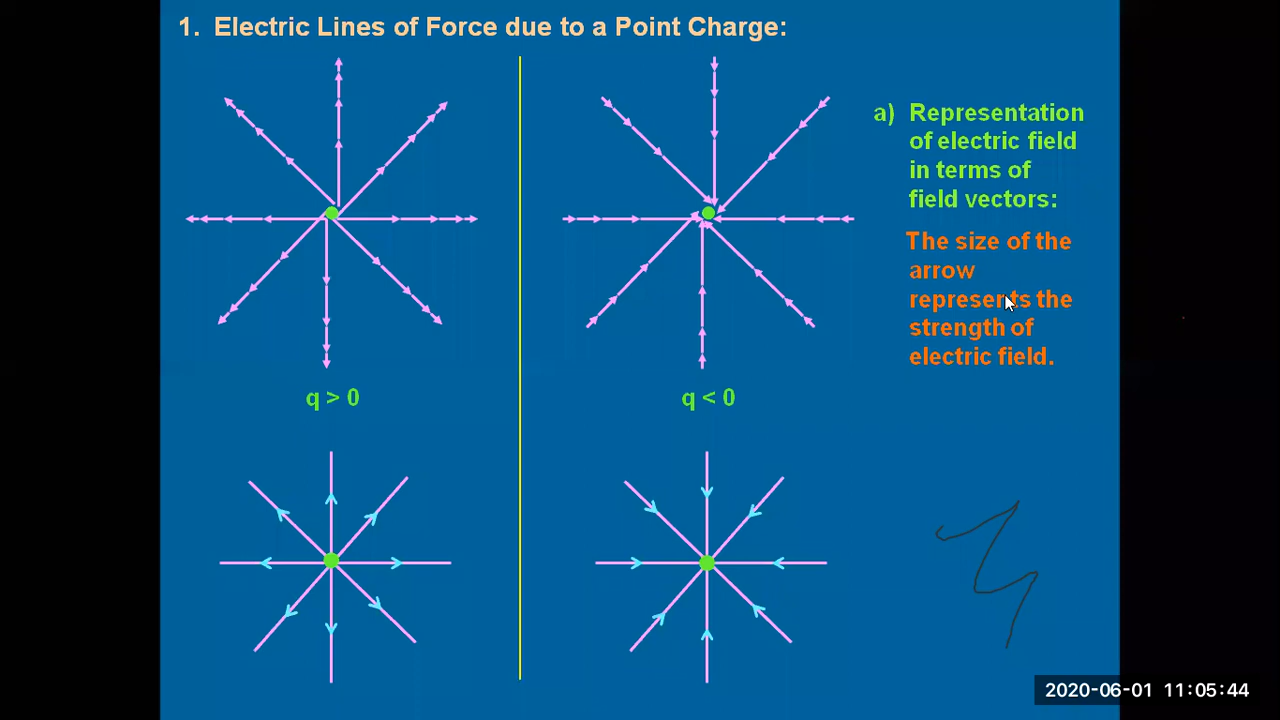 1. Electric Lines of Force due to a Point Charge:
a) Representation
of electric field
in terms of
field vectors:
The size of the
arrow
represents the
strength of
electric field.
q > 0
q < 0
2020-06-01 11:05:44